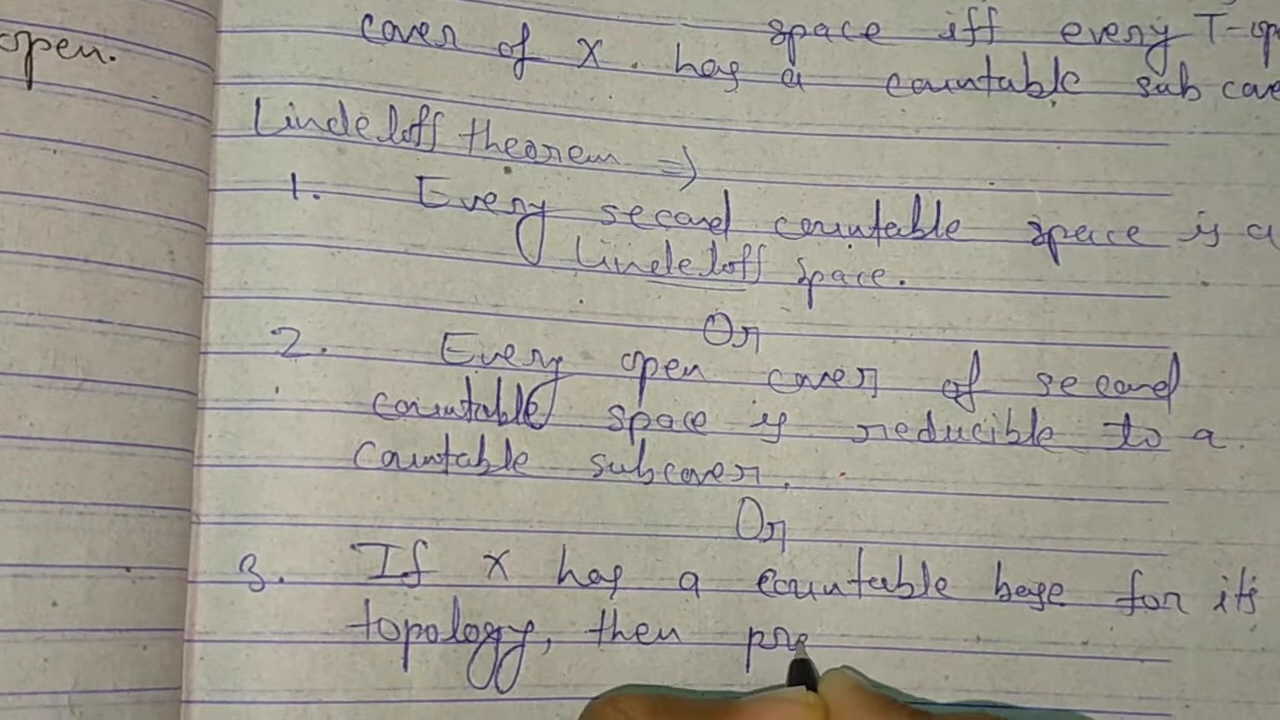 open.
space iff every T-op
cover of X. has a countable sub cove
Lindeloff theorem ⇒
1. Every second countable space is a
Lindeloff space.
Or
2. Every open cover of second
countable space is reducible to a
countable subcover.
Or
3. If X has a countable base for its
topology, then pro